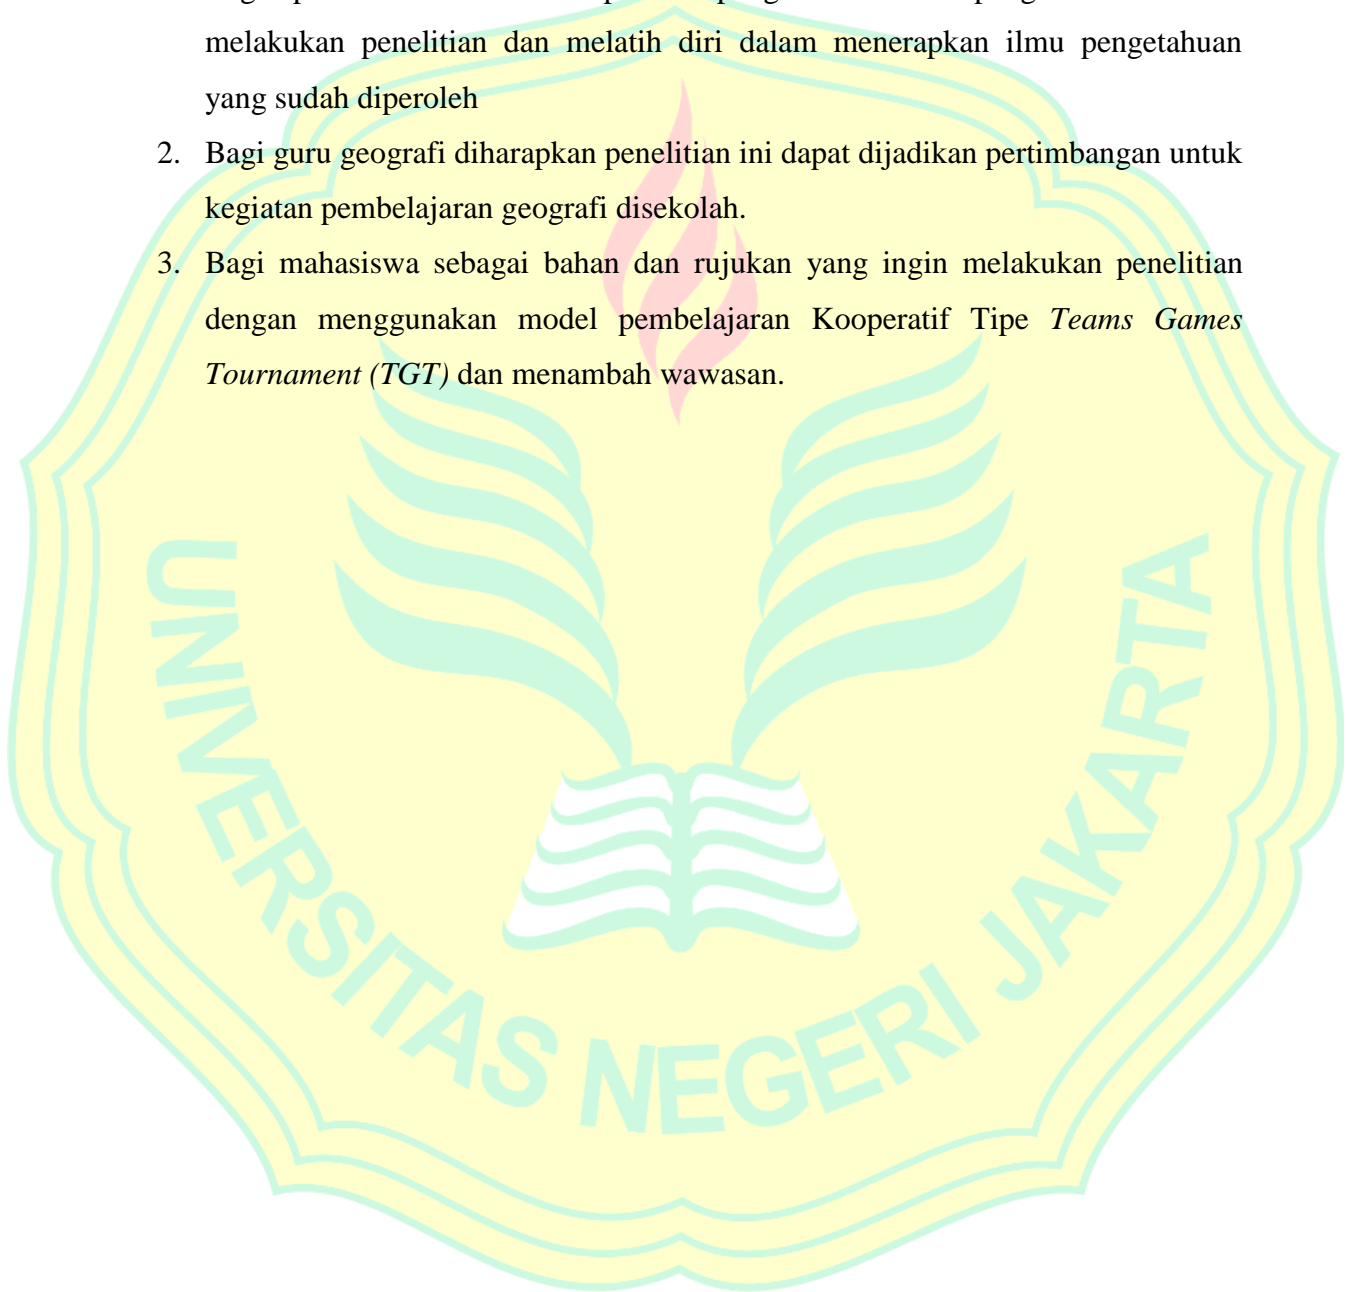 melakukan penelitian dan melatih diri dalam menerapkan ilmu pengetahuan
yang sudah diperoleh
2. Bagi guru geografi diharapkan penelitian ini dapat dijadikan pertimbangan untuk
kegiatan pembelajaran geografi disekolah.
3. Bagi mahasiswa sebagai bahan dan rujukan yang ingin melakukan penelitian
dengan menggunakan model pembelajaran Kooperatif Tipe Teams Games
Tournament (TGT) dan menambah wawasan.
UNIVERSITAS NEGERI JAKARTA